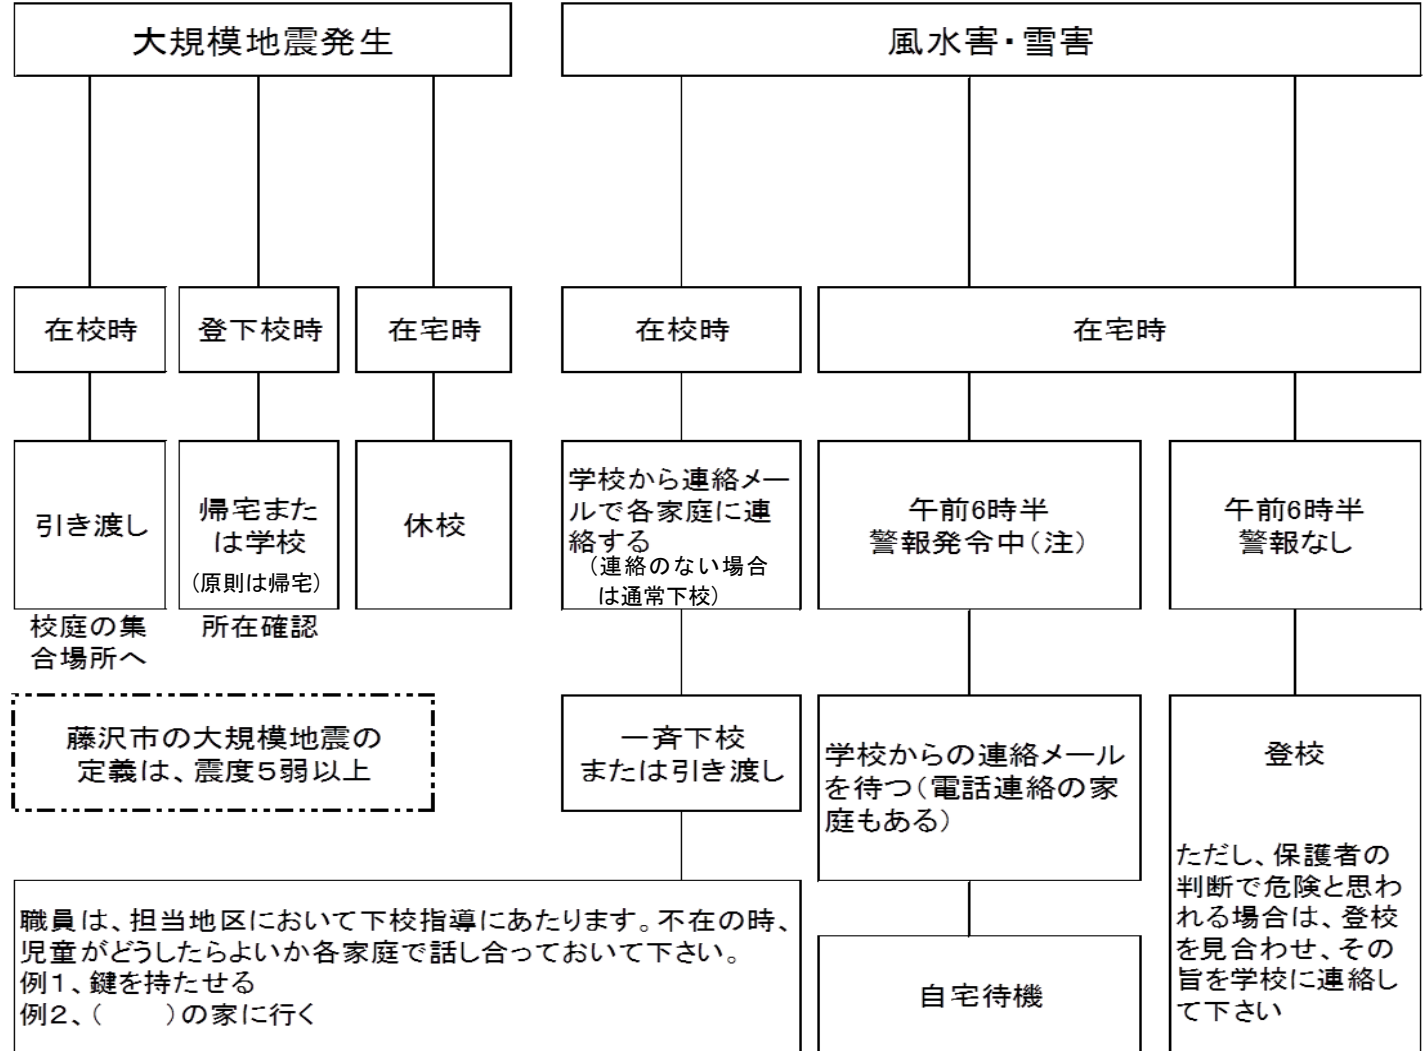 大規模地震発生
風水害・雪害
在校時
登下校時
在宅時
在校時
在宅時
引き渡し
帰宅また
は学校
(原則は帰宅)
休校
学校から連絡メー
ルで各家庭に連
絡する
(連絡のない場合
は通常下校)
午前6時半
警報発令中(注)
午前6時半
警報なし
校庭の集
合場所へ
所在確認
藤沢市の大規模地震の
定義は、震度5弱以上
一斉下校
または引き渡し
学校からの連絡メール
を待つ(電話連絡の家
庭もある)
登校
ただし、保護者の
判断で危険と思わ
れる場合は、登校
を見合わせ、その
旨を学校に連絡し
て下さい
職員は、担当地区において下校指導にあたります。不在の時、
児童がどうしたらよいか各家庭で話し合っておいて下さい。
例1、鍵を持たせる
例2、(　　)の家に行く
自宅待機